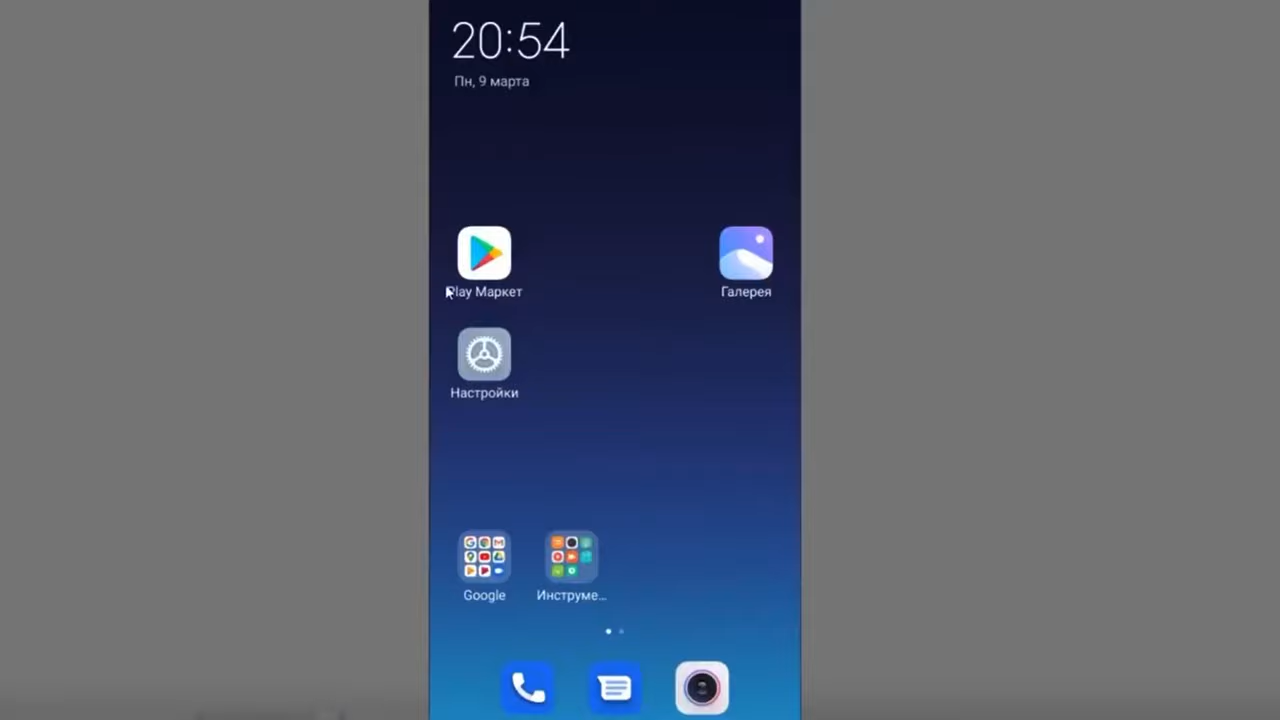 20:54
Пн, 9 марта
Play Маркет
Галерея
Настройки
Google
Инструме...